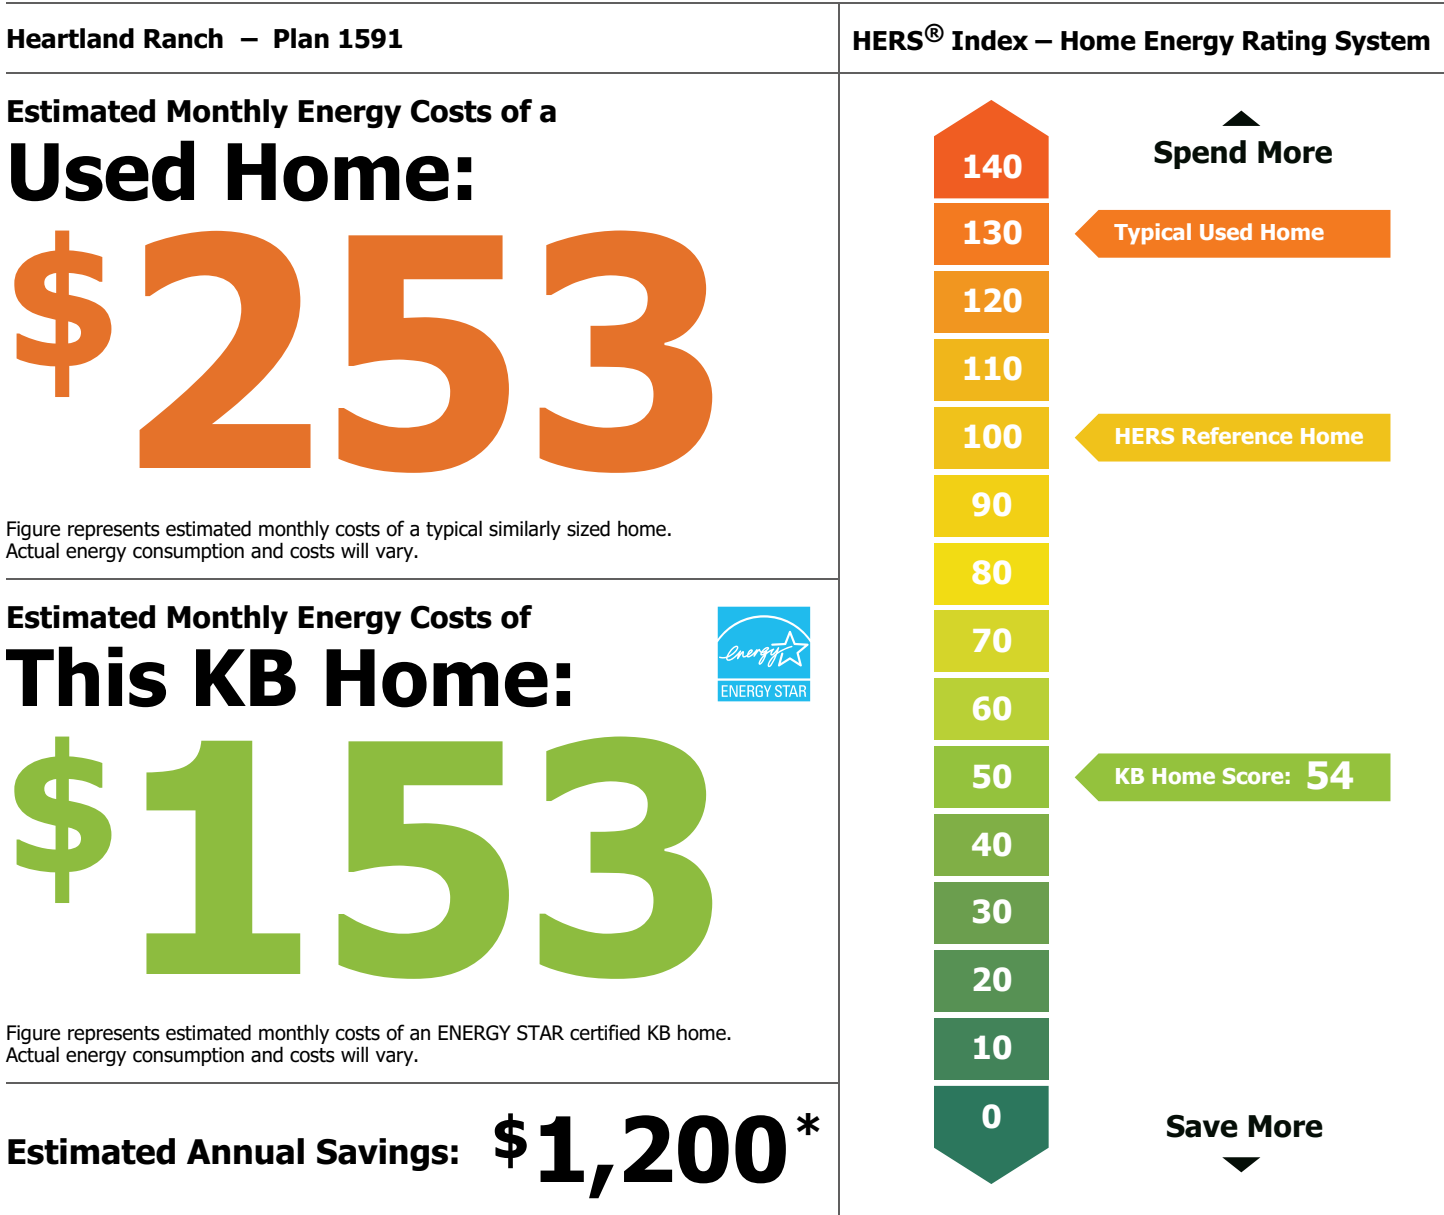 Heartland Ranch – Plan 1591
Estimated Monthly Energy Costs of a
Used Home:
$253
Figure represents estimated monthly costs of a typical similarly sized home.
Actual energy consumption and costs will vary.
Estimated Monthly Energy Costs of
This KB Home:
energy
ENERGY STAR
$153
Figure represents estimated monthly costs of an ENERGY STAR certified KB home.
Actual energy consumption and costs will vary.
Estimated Annual Savings: $1,200*
HERS® Index – Home Energy Rating System
Spend More
140
130
Typical Used Home
120
110
100
HERS Reference Home
90
80
70
60
50
KB Home Score: 54
40
30
20
10
0
Save More